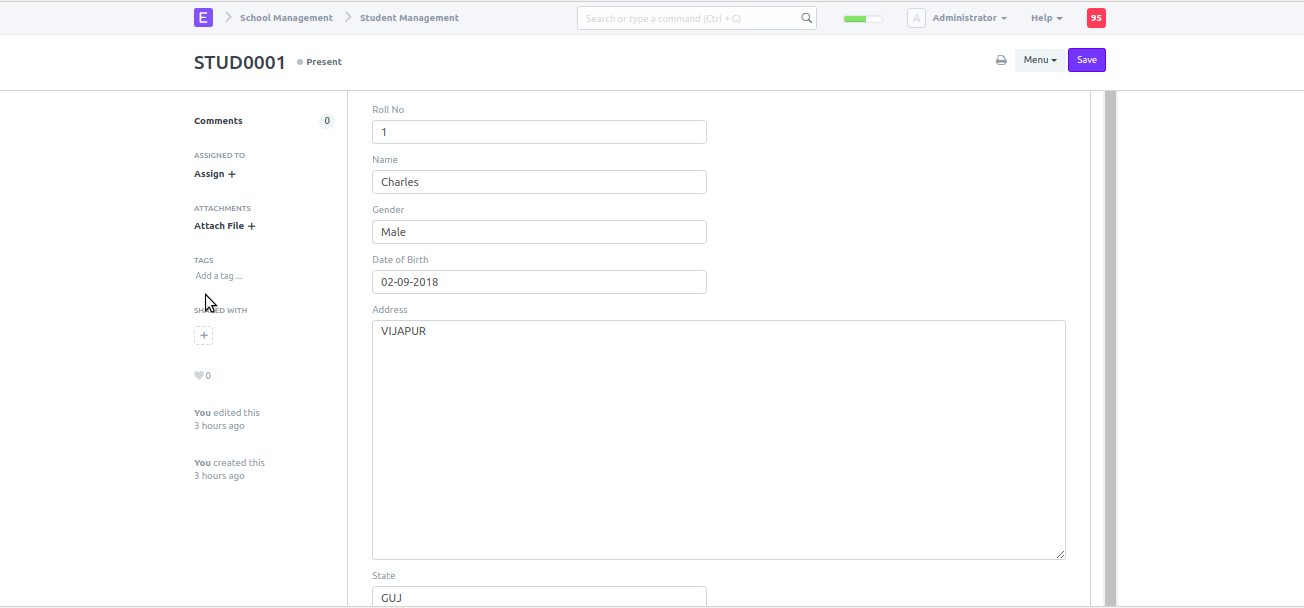 E School Management Student Management Search or type a command (Ctrl + G) A Administrator Help 95
STUD0001 Present Menu Save
Comments 0
ASSIGNED TO
Assign +
ATTACHMENTS
Attach File +
TAGS
Add a tag ...
WITH
+
0
You edited this
3 hours ago
You created this
3 hours ago
Roll No
1
Name
Charles
Gender
Male
Date of Birth
02-09-2018
Address
VIJAPUR
State
GUJ